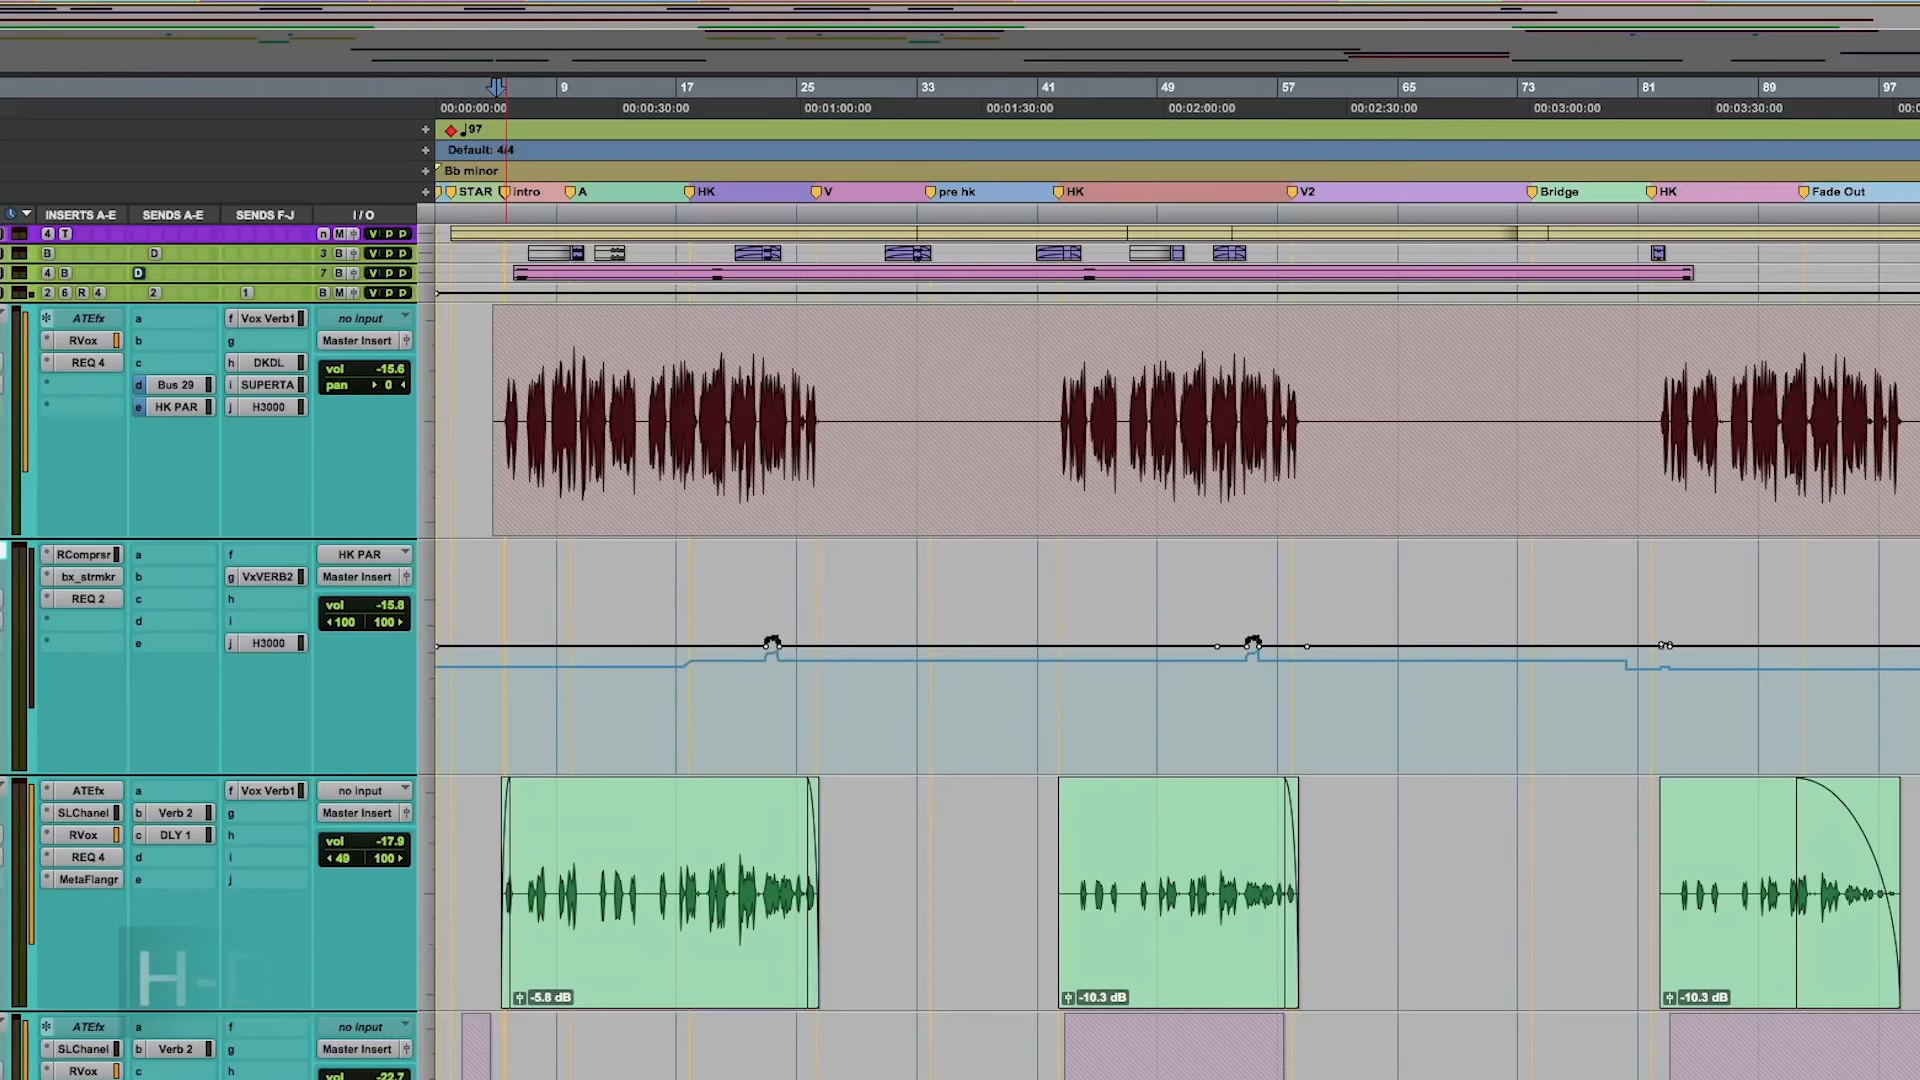 9 17 25 33 41 49 57 65 73 81 89 97
00:00:00:00 00:00:30:00 00:01:00:00 00:01:30:00 00:02:00:00 00:02:30:00 00:03:00:00 00:03:30:00 00:0
97
Default: 4/4
Bb minor
STAR Intro A HK V pre hk HK V2 Bridge HK Fade Out
INSERTS A-E SENDS A-E SENDS F-J I / O
4 T n M V P P
B D 3 B V P P
4 B D 7 B V P P
2 6 R 4 2 1 B M V P P
ATEfx a f Vox Verb1 no input
RVox b g Master Insert
REQ 4 c h DKDL vol -15.6
d Bus 29 i SUPERTA pan 0
e HK PAR j H3000
RComprsr a f HK PAR
bx_strmkr b g VxVERB2 Master Insert
REQ 2 c h vol -15.8
d i 100 100
e j H3000
ATEfx a f Vox Verb1 no input
SLChanel b Verb 2 g Master Insert
RVox c DLY 1 h vol -17.9
REQ 4 d i 49 100
MetaFlangr e j
H-D
-5.8 dB -10.3 dB -10.3 dB
ATEfx a f no input
SLChanel b Verb 2 g Master Insert
RVox c h vol -22.7